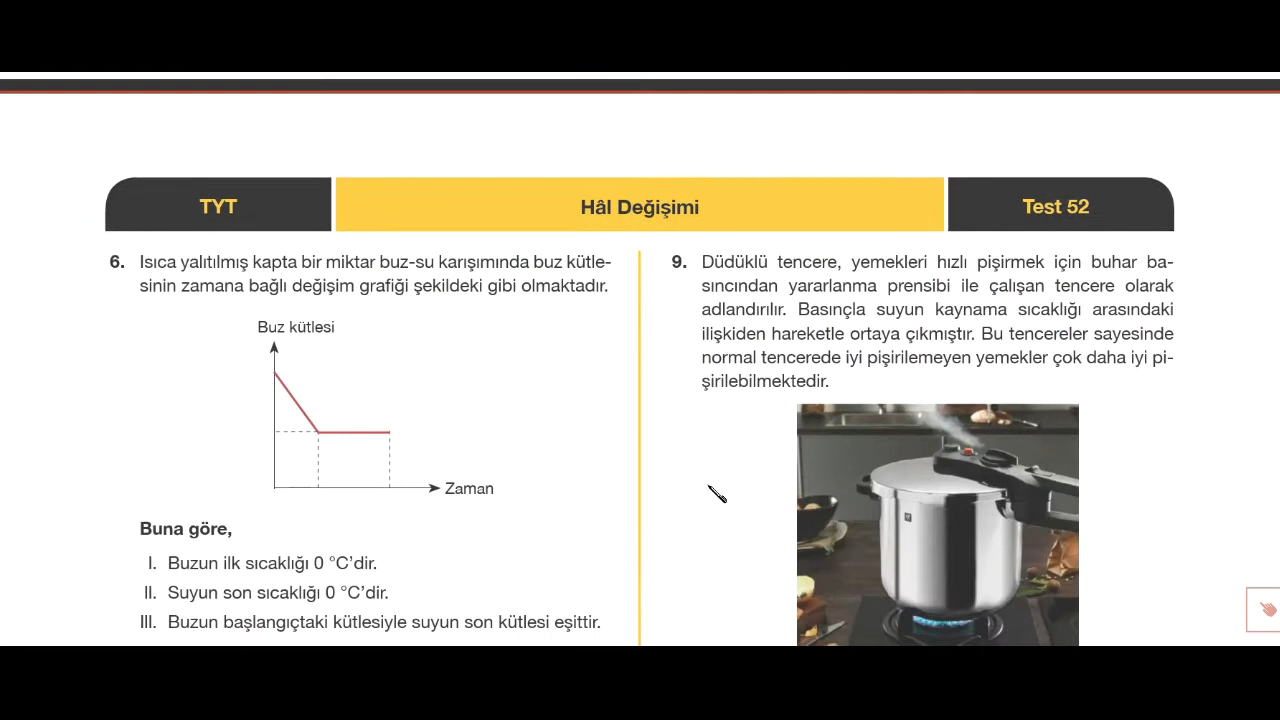 TYT
Hâl Değişimi
Test 52
6. Isıca yalıtılmış kapta bir miktar buz-su karışımında buz kütle-
sinin zamana bağlı değişim grafiği şekildeki gibi olmaktadır.
Buz kütlesi
Zaman
Buna göre,
I. Buzun ilk sıcaklığı 0 °C'dir.
II. Suyun son sıcaklığı 0 °C'dir.
III. Buzun başlangıçtaki kütlesiyle suyun son kütlesi eşittir.
9. Düdüklü tencere, yemekleri hızlı pişirmek için buhar ba-
sıncından yararlanma prensibi ile çalışan tencere olarak
adlandırılır. Basınçla suyun kaynama sıcaklığı arasındaki
ilişkiden hareketle ortaya çıkmıştır. Bu tencereler sayesinde
normal tencerede iyi pişirilemeyen yemekler çok daha iyi pi-
şirilebilmektedir.